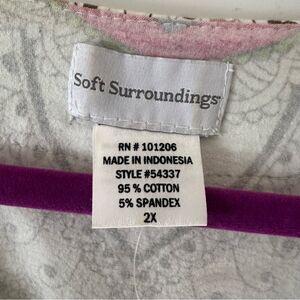 Soft Surroundings
RN # 101206
MADE IN INDONESIA
STYLE #54337
95 % COTTON
5% SPANDEX
2X